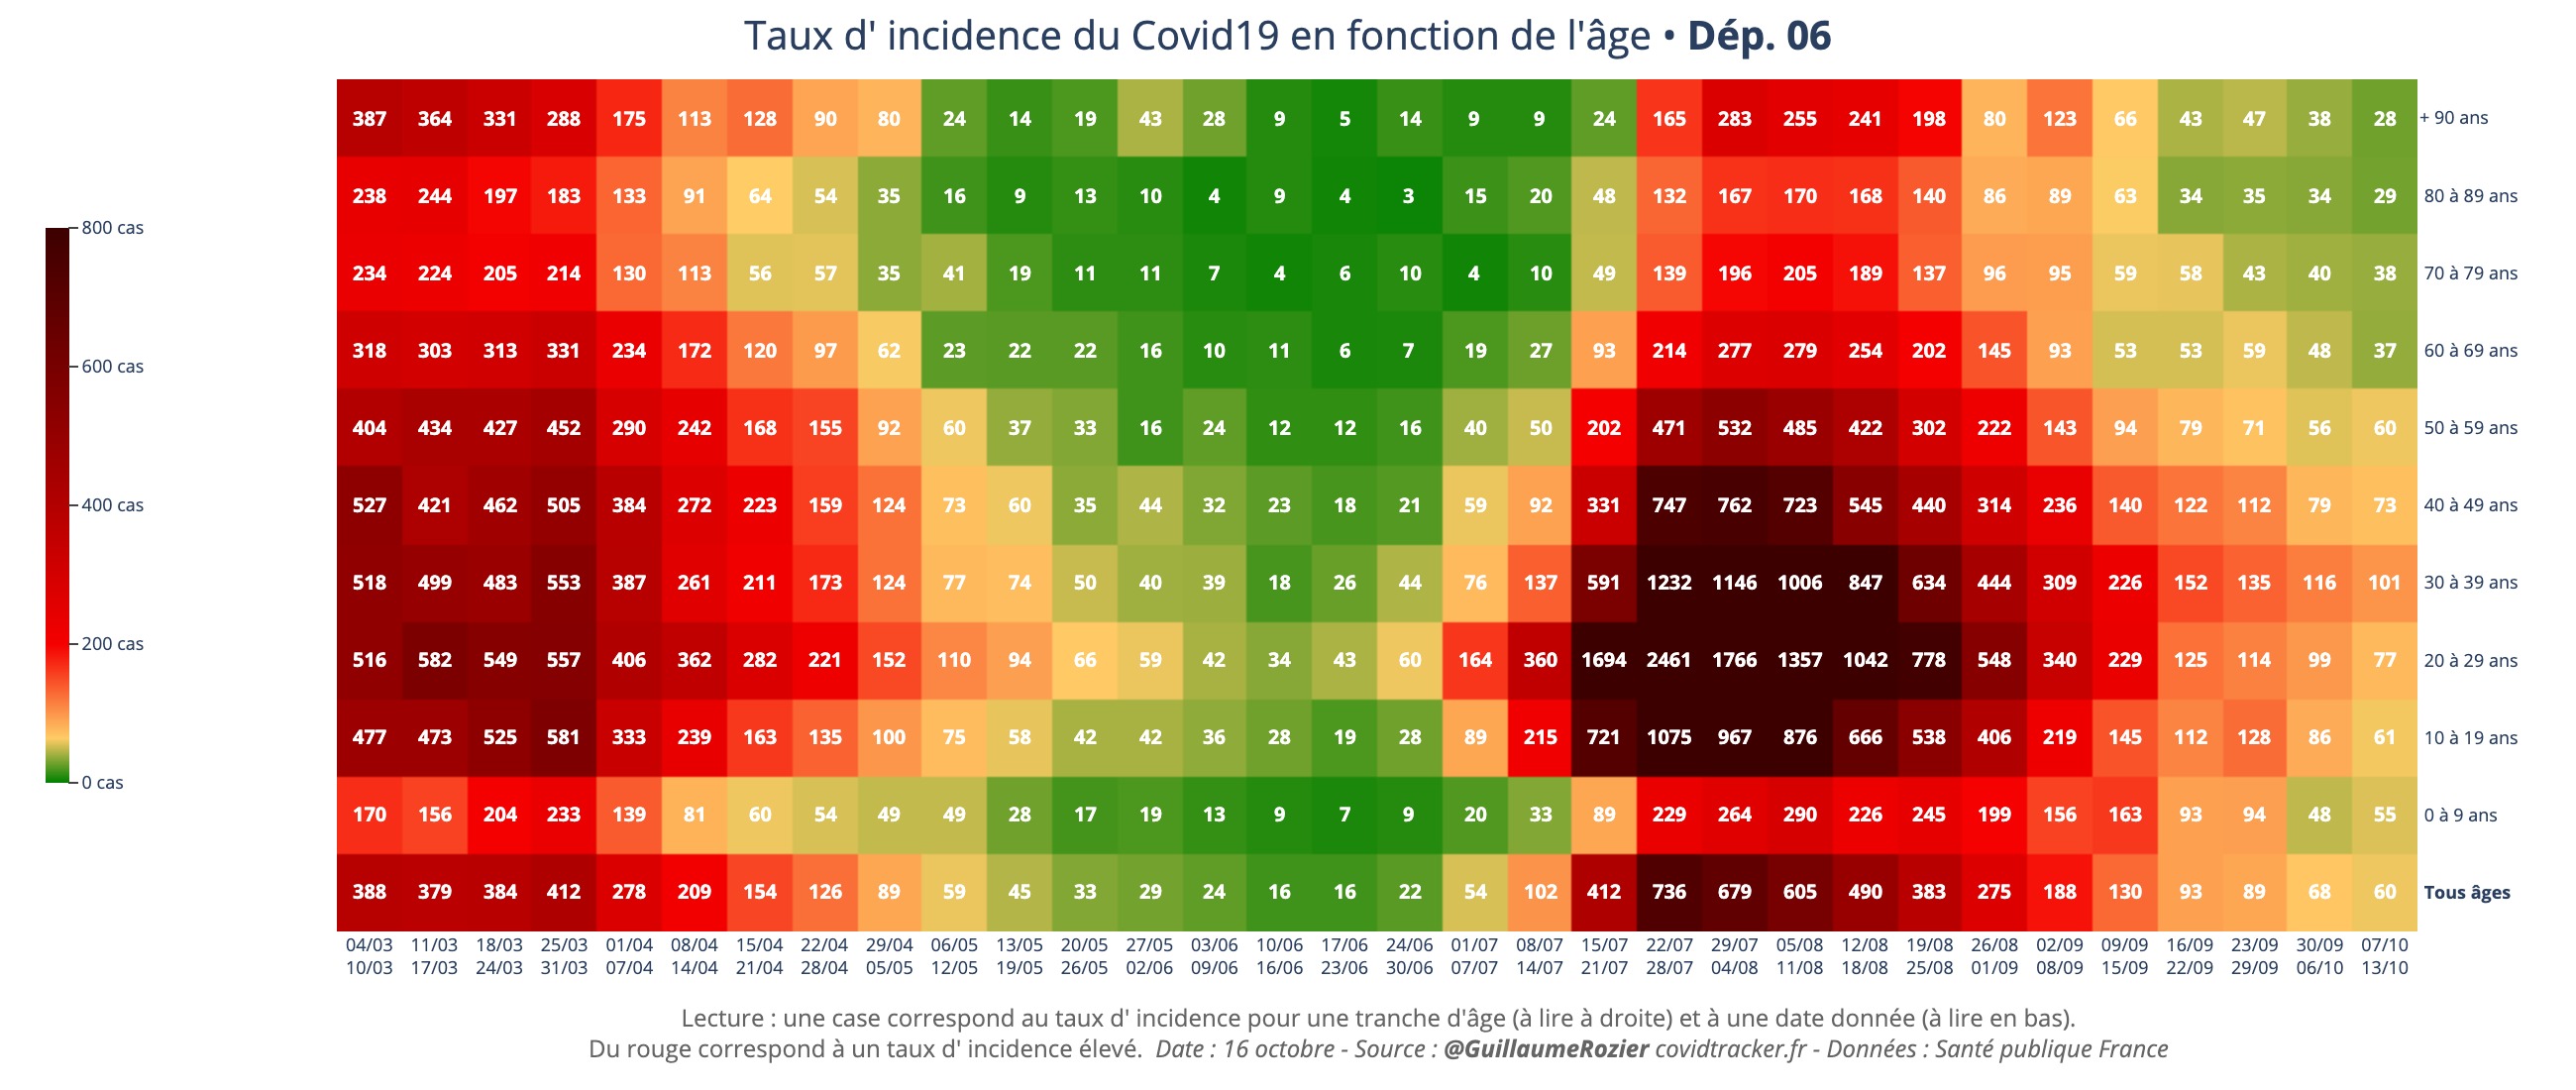 Taux d' incidence du Covid19 en fonction de l'âge • Dép. 06
387 364 331 288 175 113 128 90 80 24 14 19 43 28 9 5 14 9 9 24 165 283 255 241 198 80 123 66 43 47 38 28 + 90 ans
238 244 197 183 133 91 64 54 35 16 9 13 10 4 9 4 3 15 20 48 132 167 170 168 140 86 89 63 34 35 34 29 80 à 89 ans
800 cas
234 224 205 214 130 113 56 57 35 41 19 11 11 7 4 6 10 4 10 49 139 196 205 189 137 96 95 59 58 43 40 38 70 à 79 ans
318 303 313 331 234 172 120 97 62 23 22 22 16 10 11 6 7 19 27 93 214 277 279 254 202 145 93 53 53 59 48 37 60 à 69 ans
600 cas
404 434 427 452 290 242 168 155 92 60 37 33 16 24 12 12 16 40 50 202 471 532 485 422 302 222 143 94 79 71 56 60 50 à 59 ans
400 cas
527 421 462 505 384 272 223 159 124 73 60 35 44 32 23 18 21 59 92 331 747 762 723 545 440 314 236 140 122 112 79 73 40 à 49 ans
518 499 483 553 387 261 211 173 124 77 74 50 40 39 18 26 44 76 137 591 1232 1146 1006 847 634 444 309 226 152 135 116 101 30 à 39 ans
200 cas
516 582 549 557 406 362 282 221 152 110 94 66 59 42 34 43 60 164 360 1694 2461 1766 1357 1042 778 548 340 229 125 114 99 77 20 à 29 ans
477 473 525 581 333 239 163 135 100 75 58 42 42 36 28 19 28 89 215 721 1075 967 876 666 538 406 219 145 112 128 86 61 10 à 19 ans
0 cas
170 156 204 233 139 81 60 54 49 49 28 17 19 13 9 7 9 20 33 89 229 264 290 226 245 199 156 163 93 94 48 55 0 à 9 ans
388 379 384 412 278 209 154 126 89 59 45 33 29 24 16 16 22 54 102 412 736 679 605 490 383 275 188 130 93 89 68 60 Tous âges
04/03 11/03 18/03 25/03 01/04 08/04 15/04 22/04 29/04 06/05 13/05 20/05 27/05 03/06 10/06 17/06 24/06 01/07 08/07 15/07 22/07 29/07 05/08 12/08 19/08 26/08 02/09 09/09 16/09 23/09 30/09 07/10
10/03 17/03 24/03 31/03 07/04 14/04 21/04 28/04 05/05 12/05 19/05 26/05 02/06 09/06 16/06 23/06 30/06 07/07 14/07 21/07 28/07 04/08 11/08 18/08 25/08 01/09 08/09 15/09 22/09 29/09 06/10 13/10
Lecture : une case correspond au taux d' incidence pour une tranche d'âge (à lire à droite) et à une date donnée (à lire en bas).
Du rouge correspond à un taux d' incidence élevé. Date : 16 octobre - Source : @GuillaumeRozier covidtracker.fr - Données : Santé publique France